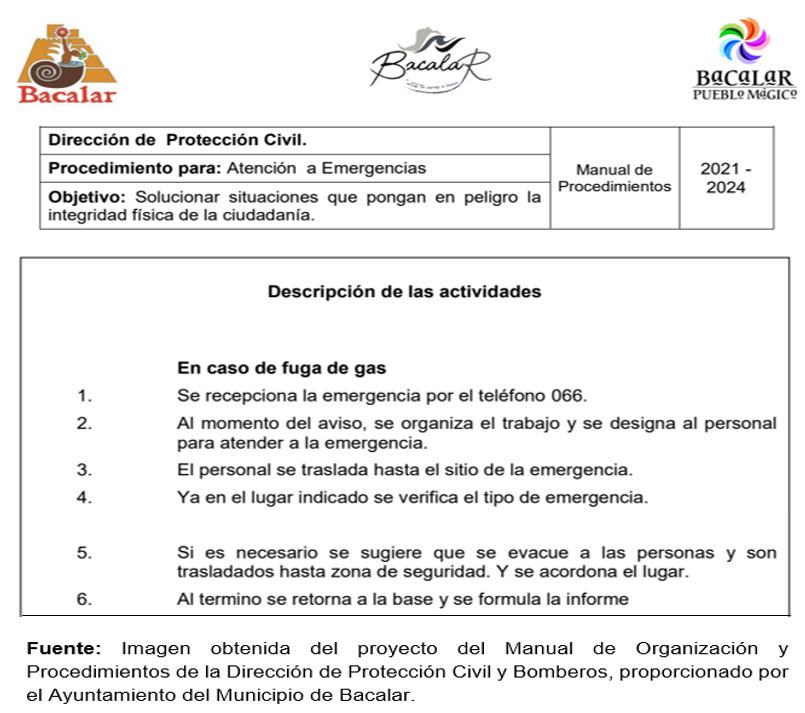 Bacalar
BacalaR
BACALAR
PUEBLO MÁGICO
Dirección de Protección Civil.
Procedimiento para: Atención a Emergencias
Objetivo: Solucionar situaciones que pongan en peligro la
integridad física de la ciudadanía.
Manual de
Procedimientos
2021 -
2024
Descripción de las actividades
En caso de fuga de gas
1. Se recepciona la emergencia por el teléfono 066.
2. Al momento del aviso, se organiza el trabajo y se designa al personal
para atender a la emergencia.
3. El personal se traslada hasta el sitio de la emergencia.
4. Ya en el lugar indicado se verifica el tipo de emergencia.
5. Si es necesario se sugiere que se evacue a las personas y son
trasladados hasta zona de seguridad. Y se acordona el lugar.
6. Al termino se retorna a la base y se formula la informe
Fuente: Imagen obtenida del proyecto del Manual de Organización y
Procedimientos de la Dirección de Protección Civil y Bomberos, proporcionado por
el Ayuntamiento del Municipio de Bacalar.